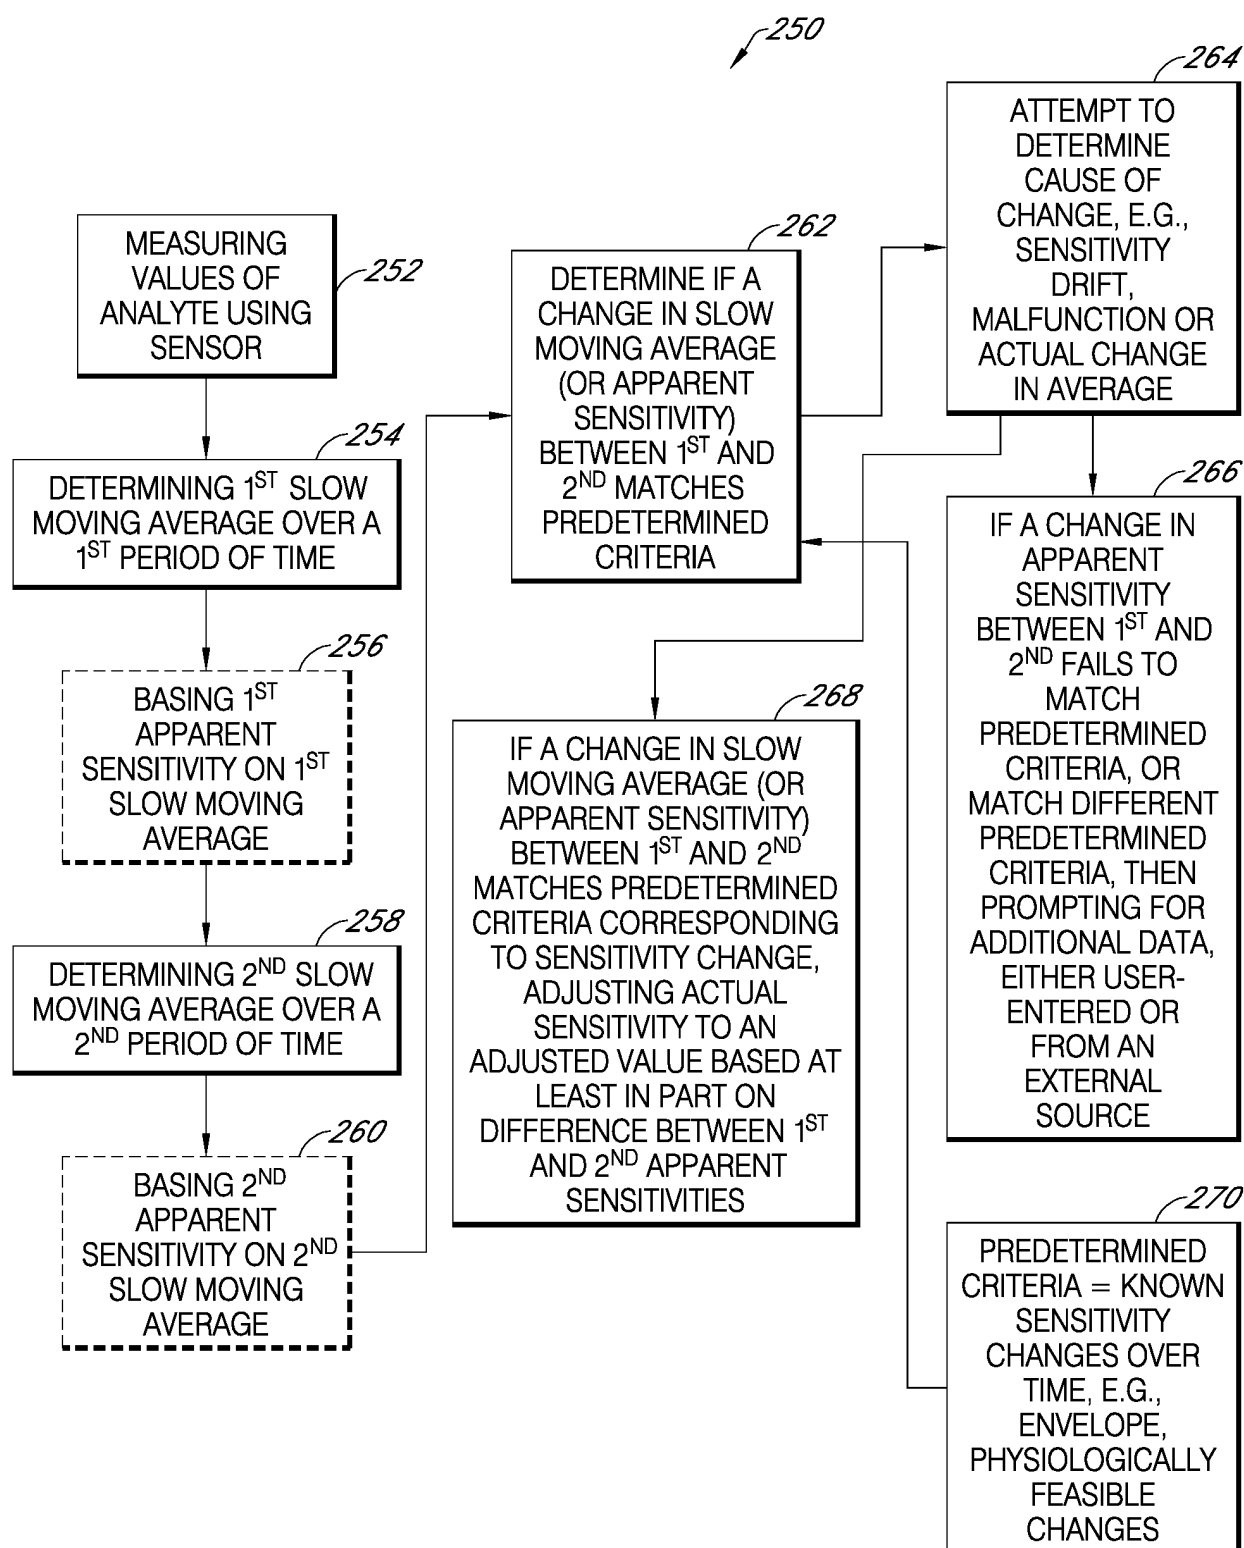 250
252
MEASURING
VALUES OF
ANALYTE USING
SENSOR
254
DETERMINING 1ST SLOW
MOVING AVERAGE OVER A
1ST PERIOD OF TIME
256
BASING 1ST
APPARENT
SENSITIVITY ON 1ST
SLOW MOVING
AVERAGE
258
DETERMINING 2ND SLOW
MOVING AVERAGE OVER A
2ND PERIOD OF TIME
260
BASING 2ND
APPARENT
SENSITIVITY ON 2ND
SLOW MOVING
AVERAGE
262
DETERMINE IF A
CHANGE IN SLOW
MOVING AVERAGE
(OR APPARENT
SENSITIVITY)
BETWEEN 1ST AND
2ND MATCHES
PREDETERMINED
CRITERIA
264
ATTEMPT TO
DETERMINE
CAUSE OF
CHANGE, E.G.,
SENSITIVITY
DRIFT,
MALFUNCTION OR
ACTUAL CHANGE
IN AVERAGE
266
IF A CHANGE IN
APPARENT
SENSITIVITY
BETWEEN 1ST AND
2ND FAILS TO
MATCH
PREDETERMINED
CRITERIA, OR
MATCH DIFFERENT
PREDETERMINED
CRITERIA, THEN
PROMPTING FOR
ADDITIONAL DATA,
EITHER USER-
ENTERED OR
FROM AN
EXTERNAL
SOURCE
268
IF A CHANGE IN SLOW
MOVING AVERAGE (OR
APPARENT SENSITIVITY)
BETWEEN 1ST AND 2ND
MATCHES PREDETERMINED
CRITERIA CORRESPONDING
TO SENSITIVITY CHANGE,
ADJUSTING ACTUAL
SENSITIVITY TO AN
ADJUSTED VALUE BASED AT
LEAST IN PART ON
DIFFERENCE BETWEEN 1ST
AND 2ND APPARENT
SENSITIVITIES
270
PREDETERMINED
CRITERIA = KNOWN
SENSITIVITY
CHANGES OVER
TIME, E.G.,
ENVELOPE,
PHYSIOLOGICALLY
FEASIBLE
CHANGES